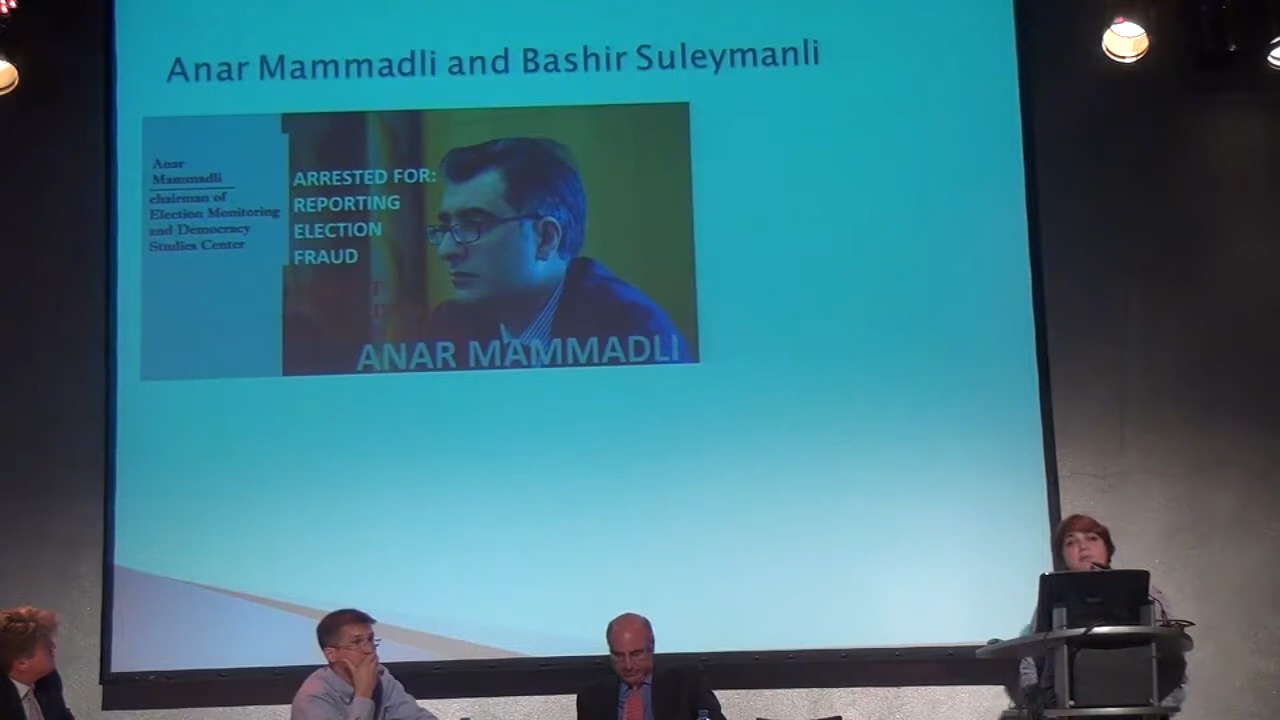 Anar Mammadli and Bashir Suleymanli
Anar
Mammadli
chairman of
Election Monitoring
and Democracy
Studies Center
ARRESTED FOR:
REPORTING
ELECTION
FRAUD
ANAR MAMMADLI